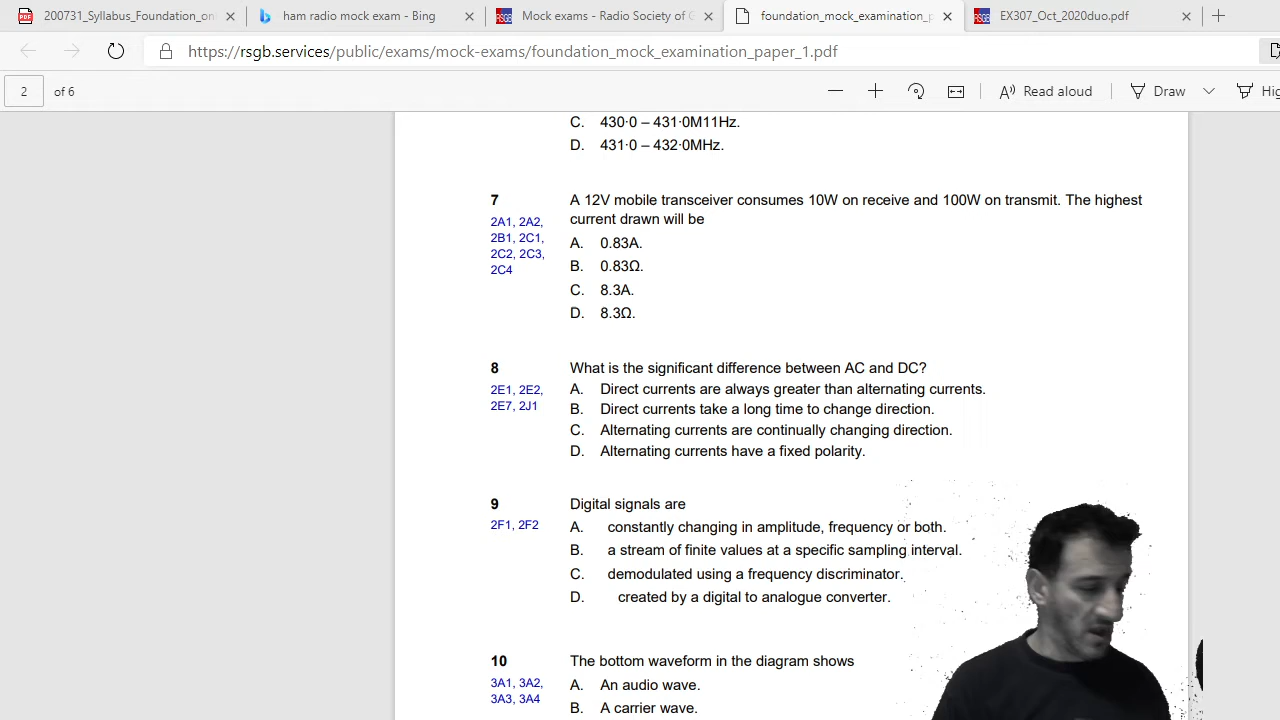 200731_Syllabus_Foundation_on
ham radio mock exam - Bing
Mock exams - Radio Society of G
foundation_mock_examination_p
EX307_Oct_2020duo.pdf
https://rsgb.services/public/exams/mock-exams/foundation_mock_examination_paper_1.pdf
2 of 6
Read aloud
Draw
Hig
C. 430·0 – 431·0M11Hz.
D. 431·0 – 432·0MHz.
7 A 12V mobile transceiver consumes 10W on receive and 100W on transmit. The highest
2A1, 2A2, current drawn will be
2B1, 2C1, A. 0.83A.
2C2, 2C3, B. 0.83Ω.
2C4
C. 8.3A.
D. 8.3Ω.
8 What is the significant difference between AC and DC?
2E1, 2E2, A. Direct currents are always greater than alternating currents.
2E7, 2J1 B. Direct currents take a long time to change direction.
C. Alternating currents are continually changing direction.
D. Alternating currents have a fixed polarity.
9 Digital signals are
2F1, 2F2 A. constantly changing in amplitude, frequency or both.
B. a stream of finite values at a specific sampling interval.
C. demodulated using a frequency discriminator.
D. created by a digital to analogue converter.
10 The bottom waveform in the diagram shows
3A1, 3A2, A. An audio wave.
3A3, 3A4 B. A carrier wave.